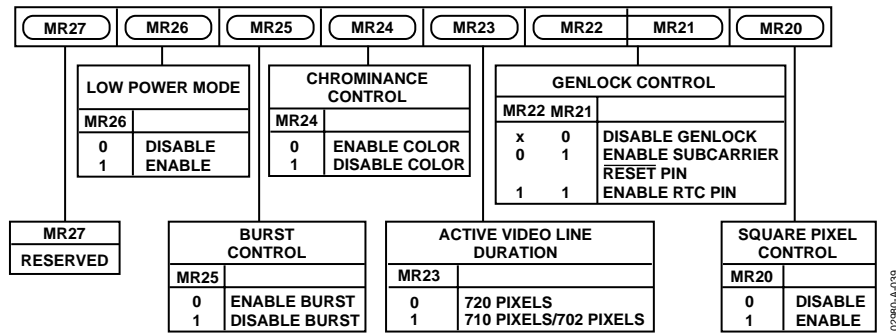 MR27 MR26 MR25 MR24 MR23 MR22 MR21 MR20
LOW POWER MODE
MR26
0 DISABLE
1 ENABLE
CHROMINANCE
CONTROL
MR24
0 ENABLE COLOR
1 DISABLE COLOR
GENLOCK CONTROL
MR22 MR21
x 0 DISABLE GENLOCK
0 1 ENABLE SUBCARRIER
RESET PIN
1 1 ENABLE RTC PIN
MR27
RESERVED
BURST
CONTROL
MR25
0 ENABLE BURST
1 DISABLE BURST
ACTIVE VIDEO LINE
DURATION
MR23
0 720 PIXELS
1 710 PIXELS/702 PIXELS
SQUARE PIXEL
CONTROL
MR20
0 DISABLE
1 ENABLE
02980-A-039